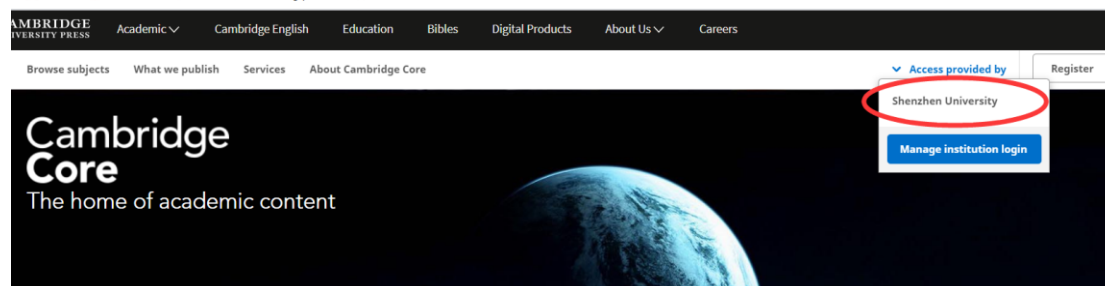 AMBRIDGE
IVERSITY PRESS
Academic
Cambridge English
Education
Bibles
Digital Products
About Us
Careers
Browse subjects
What we publish
Services
About Cambridge Core
Access provided by
Register
Shenzhen University
Manage institution login
Cambridge
Core
The home of academic content